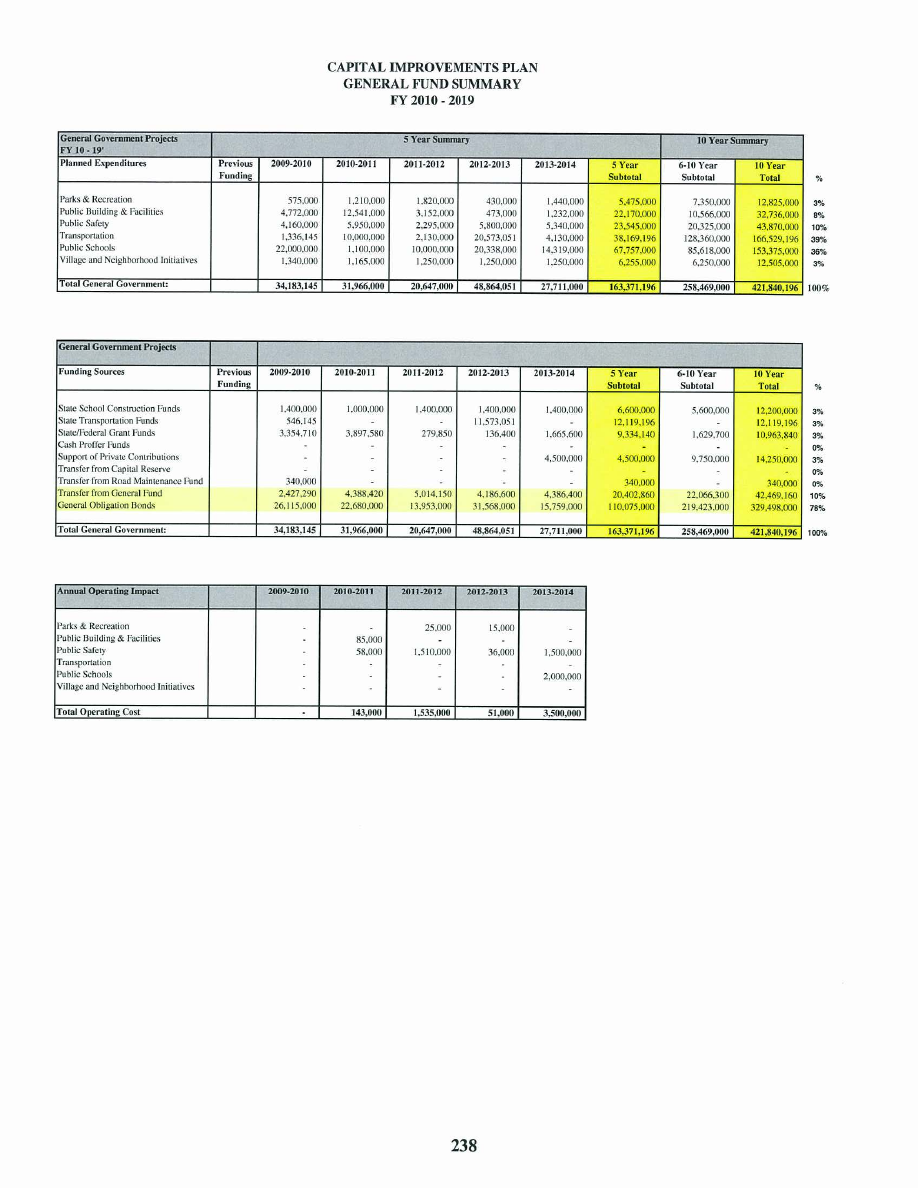 CAPITAL IMPROVEMENTS PLAN
GENERAL FUND SUMMARY
FY 2010 - 2019
General Government Projects 5 Year Summary 10 Year Summary
FY 10 - 19'
Planned Expenditures Previous 2009-2010 2010-2011 2011-2012 2012-2013 2013-2014 5 Year 6-10 Year 10 Year
Funding Subtotal Subtotal Total %
Parks & Recreation 575,000 1,210,000 1,820,000 430,000 1,440,000 5,475,000 7,350,000 12,825,000 3%
Public Building & Facilities 4,772,000 12,541,000 3,152,000 473,000 1,232,000 22,170,000 10,566,000 32,736,000 8%
Public Safety 4,160,000 5,950,000 2,295,000 5,800,000 5,340,000 23,545,000 20,325,000 43,870,000 10%
Transportation 1,336,145 10,000,000 2,130,000 20,573,051 4,130,000 38,169,196 128,360,000 166,529,196 39%
Public Schools 22,000,000 1,100,000 10,000,000 20,338,000 14,319,000 67,757,000 85,618,000 153,375,000 36%
Village and Neighborhood Initiatives 1,340,000 1,165,000 1,250,000 1,250,000 1,250,000 6,255,000 6,250,000 12,505,000 3%
Total General Government: 34,183,145 31,966,000 20,647,000 48,864,051 27,711,000 163,371,196 258,469,000 421,840,196 100%
General Government Projects
Funding Sources Previous 2009-2010 2010-2011 2011-2012 2012-2013 2013-2014 5 Year 6-10 Year 10 Year
Funding Subtotal Subtotal Total %
State School Construction Funds 1,400,000 1,000,000 1,400,000 1,400,000 1,400,000 6,600,000 5,600,000 12,200,000 3%
State Transportation Funds 546,145 - - 11,573,051 - 12,119,196 - 12,119,196 3%
State/Federal Grant Funds 3,354,710 3,897,580 279,850 136,400 1,665,600 9,334,140 1,629,700 10,963,840 3%
Cash Proffer Funds - - - - - - - - 0%
Support of Private Contributions - - - - 4,500,000 4,500,000 9,750,000 14,250,000 3%
Transfer from Capital Reserve - - - - - - - - 0%
Transfer from Road Maintenance Fund 340,000 - - - - 340,000 - 340,000 0%
Transfer from General Fund 2,427,290 4,388,420 5,014,150 4,186,600 4,386,400 20,402,860 22,066,300 42,469,160 10%
General Obligation Bonds 26,115,000 22,680,000 13,953,000 31,568,000 15,759,000 110,075,000 219,423,000 329,498,000 78%
Total General Government: 34,183,145 31,966,000 20,647,000 48,864,051 27,711,000 163,371,196 258,469,000 421,840,196 100%
Annual Operating Impact 2009-2010 2010-2011 2011-2012 2012-2013 2013-2014
Parks & Recreation - - 25,000 15,000 -
Public Building & Facilities - 85,000 - - -
Public Safety - 58,000 1,510,000 36,000 1,500,000
Transportation - - - - -
Public Schools - - - - 2,000,000
Village and Neighborhood Initiatives - - - - -
Total Operating Cost - 143,000 1,535,000 51,000 3,500,000
238